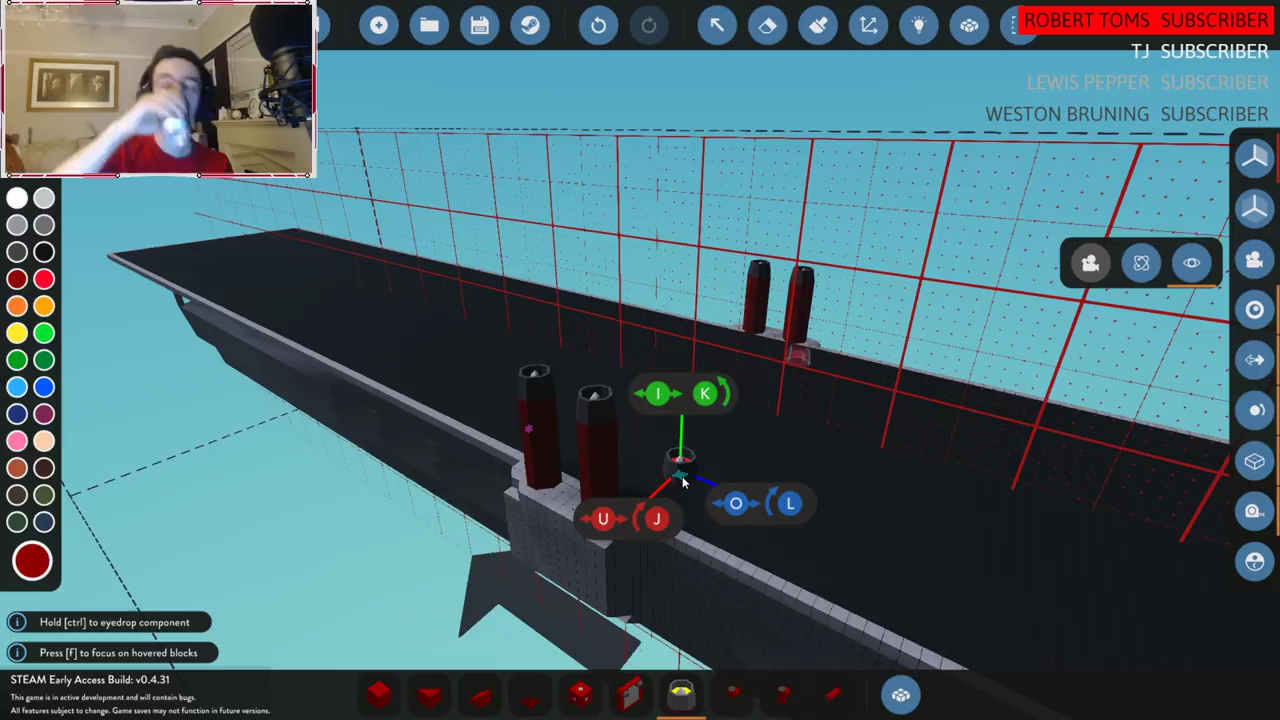 ROBERT TOMS SUBSCRIBER
TJ SUBSCRIBER
LEWIS PEPPER SUBSCRIBER
WESTON BRUNING SUBSCRIBER
I K
O L
U J
Hold [ctrl] to eyedrop component
Press [f] to focus on hovered blocks
STEAM Early Access Build: v0.4.31
This game is in active development and will contain bugs.
All features subject to change. Game saves may not function in future versions.